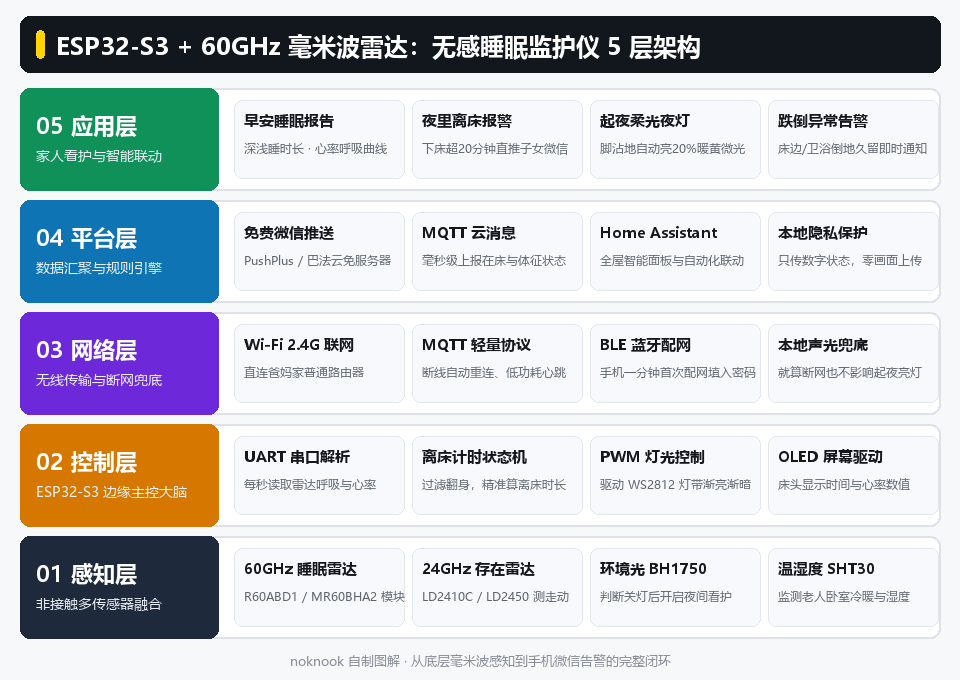 ESP32-S3 + 60GHz 毫米波雷达：无感睡眠监护仪 5 层架构
05 应用层
家人看护与智能联动
早安睡眠报告
深浅睡时长 · 心率呼吸曲线
夜里离床报警
下床超20分钟直推子女微信
起夜柔光夜灯
脚沾地自动亮20%暖黄微光
跌倒异常告警
床边/卫浴倒地久留即时通知
04 平台层
数据汇聚与规则引擎
免费微信推送
PushPlus / 巴法云免服务器
MQTT 云消息
毫秒级上报在床与体征状态
Home Assistant
全屋智能面板与自动化联动
本地隐私保护
只传数字状态，零画面上传
03 网络层
无线传输与断网兜底
Wi-Fi 2.4G 联网
直连爸妈家普通路由器
MQTT 轻量协议
断线自动重连、低功耗心跳
BLE 蓝牙配网
手机一分钟首次配网填入密码
本地声光兜底
就算断网也不影响起夜亮灯
02 控制层
ESP32-S3 边缘主控大脑
UART 串口解析
每秒读取雷达呼吸与心率
离床计时状态机
过滤翻身，精准算离床时长
PWM 灯光控制
驱动 WS2812 灯带渐亮渐暗
OLED 屏幕驱动
床头显示时间与心率数值
01 感知层
非接触多传感器融合
60GHz 睡眠雷达
R60ABD1 / MR60BHA2 模块
24GHz 存在雷达
LD2410C / LD2450 测走动
环境光 BH1750
判断关灯后开启夜间看护
温湿度 SHT30
监测老人卧室冷暖与湿度
noknook 自制图解 · 从底层毫米波感知到手机微信告警的完整闭环